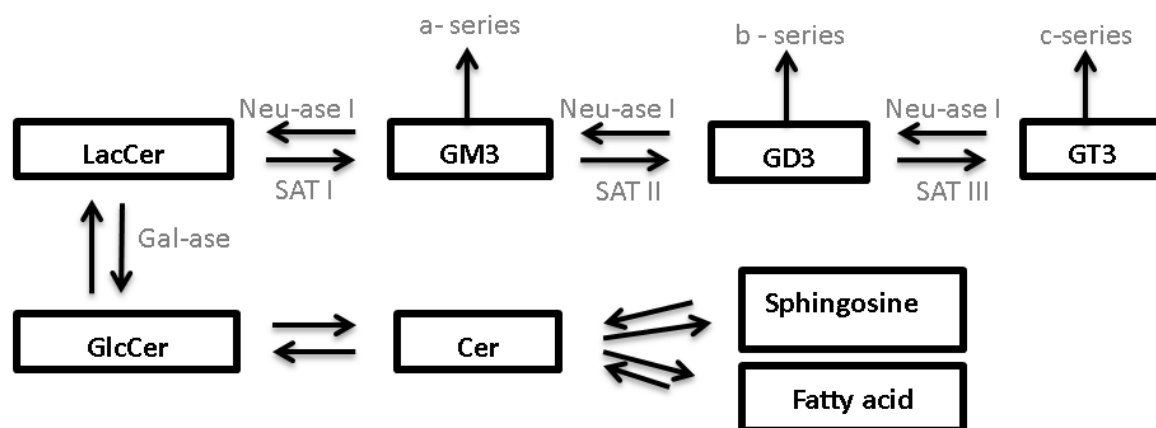 a- series
b - series
c-series
Neu-ase I
Neu-ase I
Neu-ase I
LacCer
GM3
GD3
GT3
SAT I
SAT II
SAT III
Gal-ase
Sphingosine
GlcCer
Cer
Fatty acid